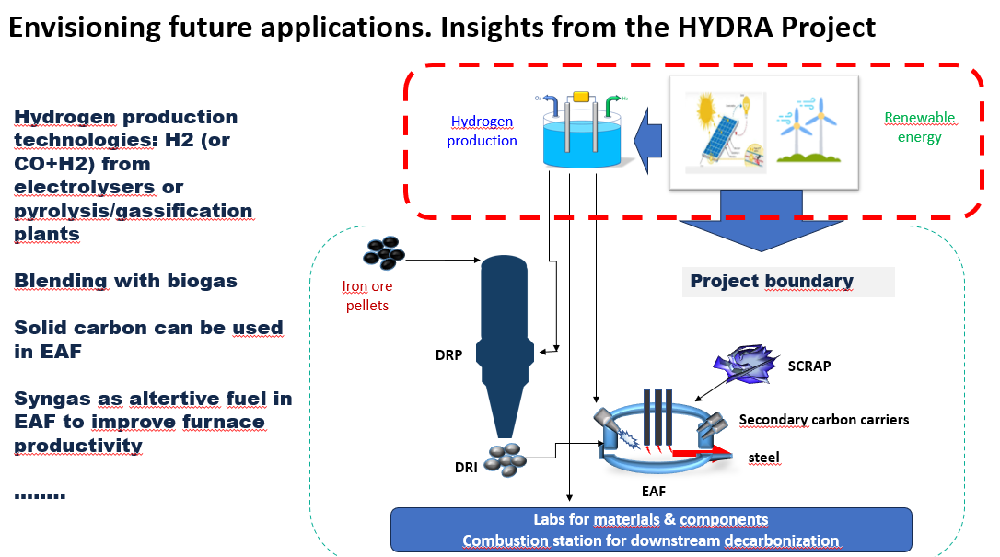 Envisioning future applications. Insights from the HYDRA Project
Hydrogen production
technologies: H2 (or
CO+H2) from
electrolysers or
pyrolysis/gassification
plants
Blending with biogas
Solid carbon can be used
in EAF
Syngas as altertive fuel in
EAF to improve furnace
productivity
........
Hydrogen
production
O₂
H₂
Renewable
energy
Iron ore
pellets
Project boundary
DRP
SCRAP
Secondary carbon carriers
steel
DRI
EAF
Labs for materials & components
Combustion station for downstream decarbonization